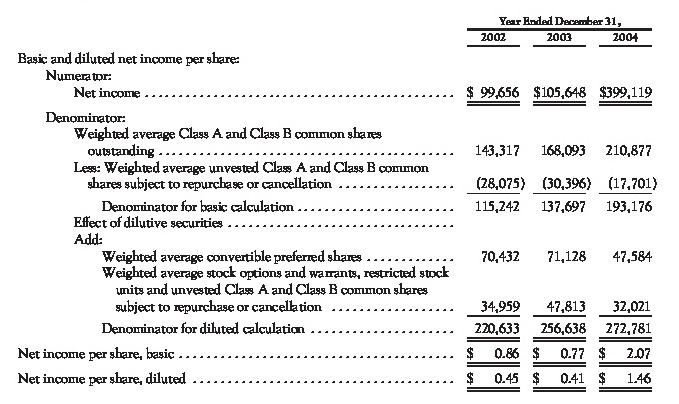 Year Ended December 31,
2002 2003 2004
Basic and diluted net income per share:
Numerator:
Net income ............................................. $ 99,656 $105,648 $399,119
Denominator:
Weighted average Class A and Class B common shares
outstanding ............................................ 143,317 168,093 210,877
Less: Weighted average unvested Class A and Class B common
shares subject to repurchase or cancellation ................. (28,075) (30,396) (17,701)
Denominator for basic calculation ....................... 115,242 137,697 193,176
Effect of dilutive securities ..................................
Add:
Weighted average convertible preferred shares ............. 70,432 71,128 47,584
Weighted average stock options and warrants, restricted stock
units and unvested Class A and Class B common shares
subject to repurchase or cancellation .................. 34,959 47,813 32,021
Denominator for diluted calculation ..................... 220,633 256,638 272,781
Net income per share, basic ........................................ $ 0.86 $ 0.77 $ 2.07
Net income per share, diluted ...................................... $ 0.45 $ 0.41 $ 1.46